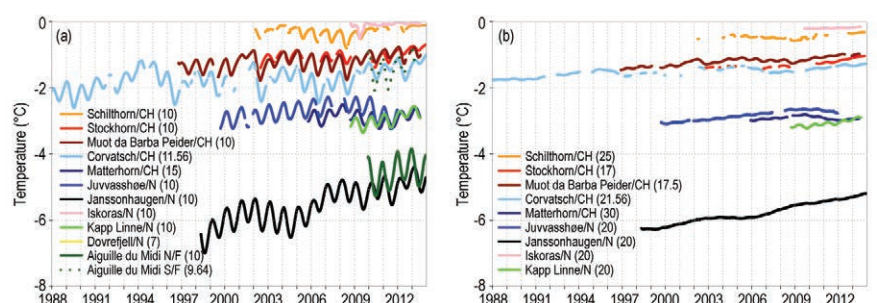 (a)
Temperature (°C)
0
-2
-4
-6
-8
Schilthorn/CH (10)
Stockhorn/CH (10)
Muot da Barba Peider/CH (10)
Corvatsch/CH (11.56)
Matterhorn/CH (15)
Juvvasshøe/N (10)
Janssonhaugen/N (10)
Iskoras/N (10)
Kapp Linne/N (10)
Dovrefjell/N (7)
Aiguille du Midi N/F (10)
Aiguille du Midi S/F (9.64)
1988 1991 1994 1997 2000 2003 2006 2009 2012
(b)
Temperature (°C)
0
-2
-4
-6
-8
Schilthorn/CH (25)
Stockhorn/CH (17)
Muot da Barba Peider/CH (17.5)
Corvatsch/CH (21.56)
Matterhorn/CH (30)
Juvvasshøe/N (20)
Janssonhaugen/N (20)
Iskoras/N (20)
Kapp Linne/N (20)
1988 1991 1994 1997 2000 2003 2006 2009 2012